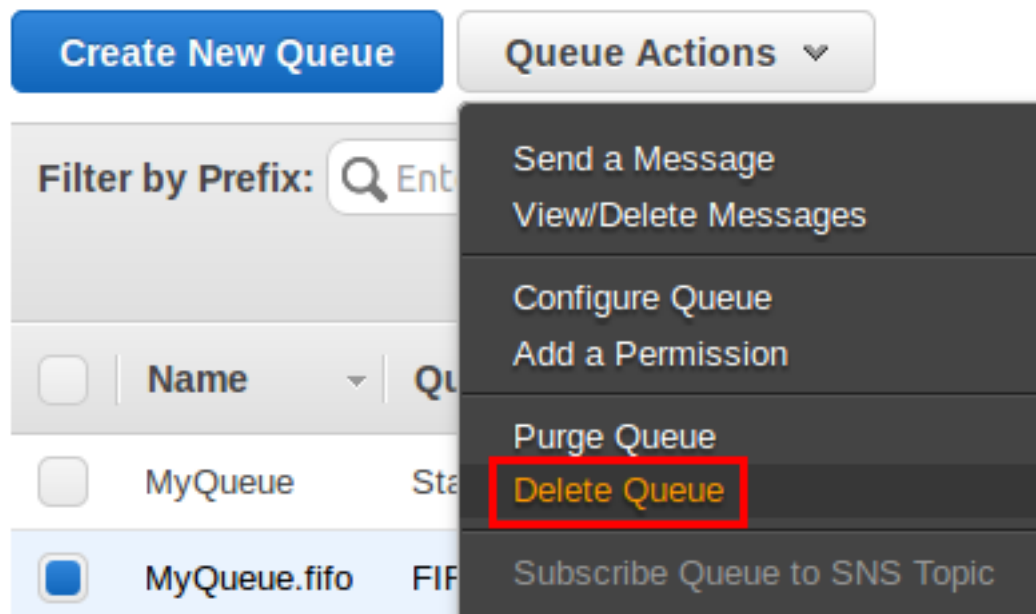 Create New Queue
Queue Actions
Filter by Prefix:
Send a Message
View/Delete Messages
Configure Queue
Add a Permission
Name
Purge Queue
MyQueue
Delete Queue
MyQueue.fifo
Subscribe Queue to SNS Topic